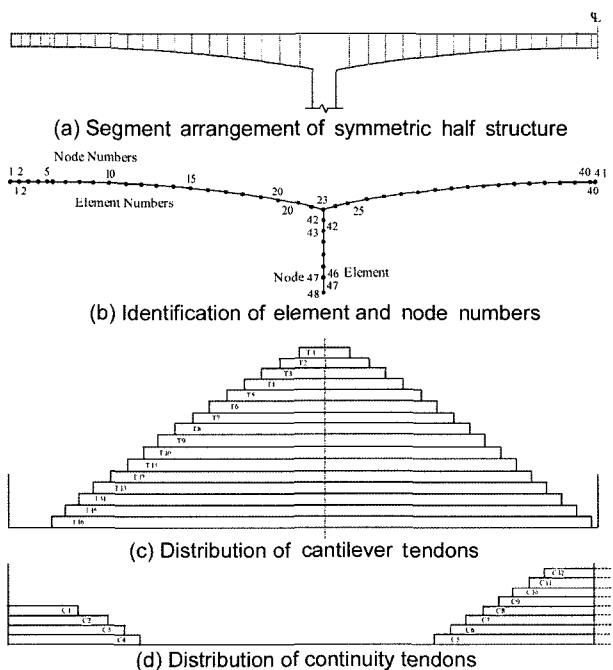 ℄
(a) Segment arrangement of symmetric half structure
Node Numbers
1 2 5 10 15 20 23 40 41
1 2 Element Numbers 20 25
42 42
43
Node 47 46 Element
47
48
(b) Identification of element and node numbers
T1
T2
T3
T4
T5
T6
T7
T8
T9
T10
T11
T12
T13
T14
T15
T16
(c) Distribution of cantilever tendons
C12
C11
C10
C9
C1 C8
C2 C7
C3 C6
C4 C5
(d) Distribution of continuity tendons